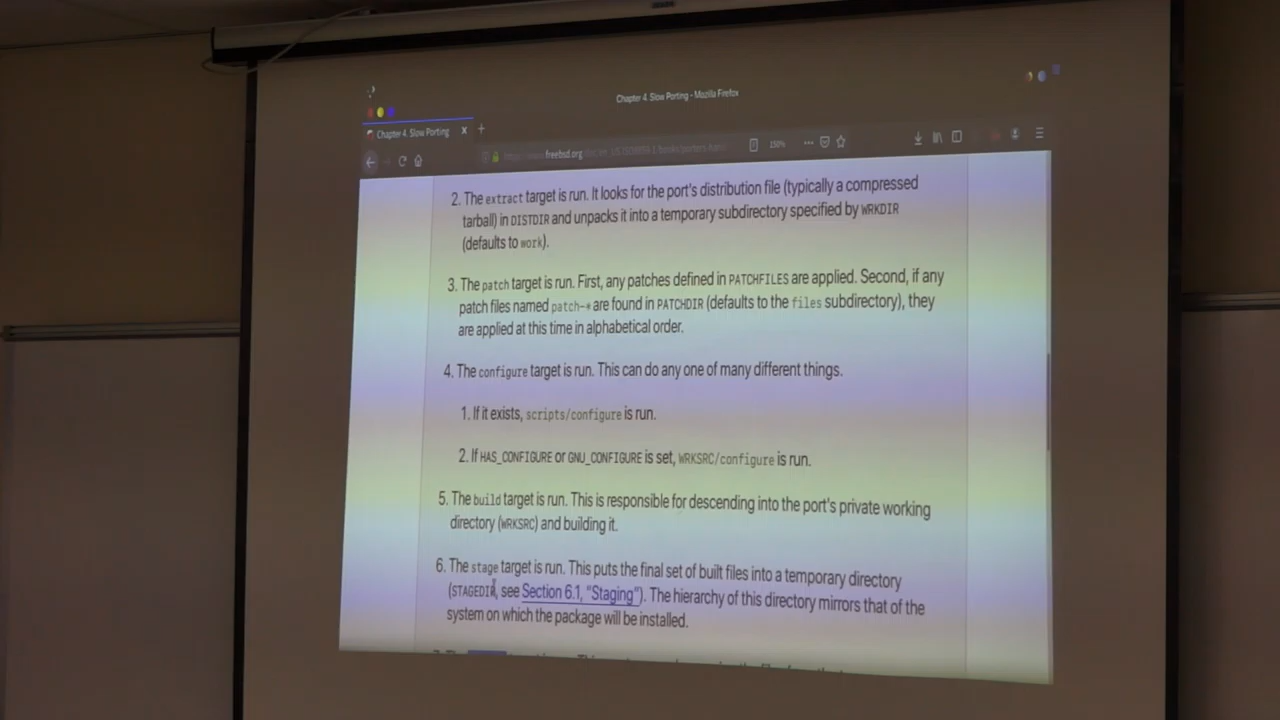 Chapter 4. Slow Porting - Mozilla Firefox
Chapter 4. Slow Porting
freebsd.org
150%
2. The extract target is run. It looks for the port's distribution file (typically a compressed
tarball) in DISTDIR and unpacks it into a temporary subdirectory specified by WRKDIR
(defaults to work).
3. The patch target is run. First, any patches defined in PATCHFILES are applied. Second, if any
patch files named patch-* are found in PATCHDIR (defaults to the files subdirectory), they
are applied at this time in alphabetical order.
4. The configure target is run. This can do any one of many different things.
1. If it exists, scripts/configure is run.
2. If HAS_CONFIGURE or GNU_CONFIGURE is set, WRKSRC/configure is run.
5. The build target is run. This is responsible for descending into the port's private working
directory (WRKSRC) and building it.
6. The stage target is run. This puts the final set of built files into a temporary directory
(STAGEDIR, see Section 6.1, "Staging"). The hierarchy of this directory mirrors that of the
system on which the package will be installed.